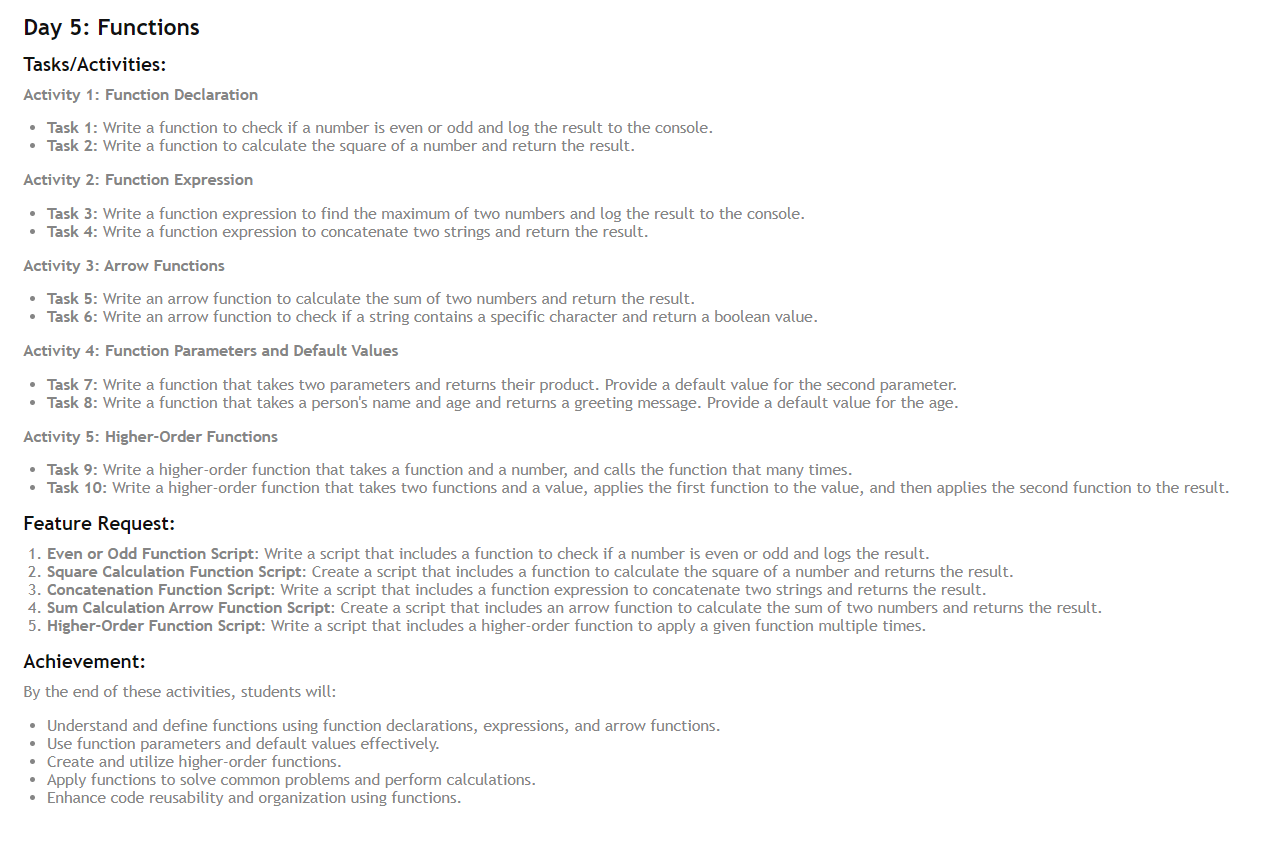 Day 5: Functions
Tasks/Activities:
Activity 1: Function Declaration
• Task 1: Write a function to check if a number is even or odd and log the result to the console.
• Task 2: Write a function to calculate the square of a number and return the result.
Activity 2: Function Expression
• Task 3: Write a function expression to find the maximum of two numbers and log the result to the console.
• Task 4: Write a function expression to concatenate two strings and return the result.
Activity 3: Arrow Functions
• Task 5: Write an arrow function to calculate the sum of two numbers and return the result.
• Task 6: Write an arrow function to check if a string contains a specific character and return a boolean value.
Activity 4: Function Parameters and Default Values
• Task 7: Write a function that takes two parameters and returns their product. Provide a default value for the second parameter.
• Task 8: Write a function that takes a person's name and age and returns a greeting message. Provide a default value for the age.
Activity 5: Higher-Order Functions
• Task 9: Write a higher-order function that takes a function and a number, and calls the function that many times.
• Task 10: Write a higher-order function that takes two functions and a value, applies the first function to the value, and then applies the second function to the result.
Feature Request:
1. Even or Odd Function Script: Write a script that includes a function to check if a number is even or odd and logs the result.
2. Square Calculation Function Script: Create a script that includes a function to calculate the square of a number and returns the result.
3. Concatenation Function Script: Write a script that includes a function expression to concatenate two strings and returns the result.
4. Sum Calculation Arrow Function Script: Create a script that includes an arrow function to calculate the sum of two numbers and returns the result.
5. Higher-Order Function Script: Write a script that includes a higher-order function to apply a given function multiple times.
Achievement:
By the end of these activities, students will:
• Understand and define functions using function declarations, expressions, and arrow functions.
• Use function parameters and default values effectively.
• Create and utilize higher-order functions.
• Apply functions to solve common problems and perform calculations.
• Enhance code reusability and organization using functions.